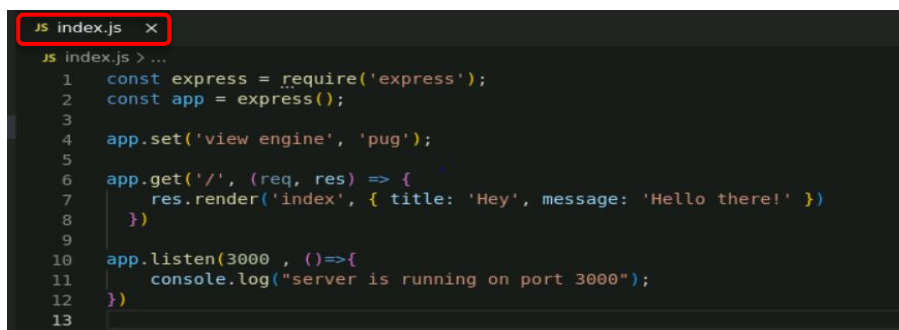 JS index.js ×
JS index.js > ...
1 const express = require('express');
2 const app = express();
3
4 app.set('view engine', 'pug');
5
6 app.get('/', (req, res) => {
7     res.render('index', { title: 'Hey', message: 'Hello there!' })
8   })
9
10 app.listen(3000 , ()=>{
11     console.log("server is running on port 3000");
12 })
13